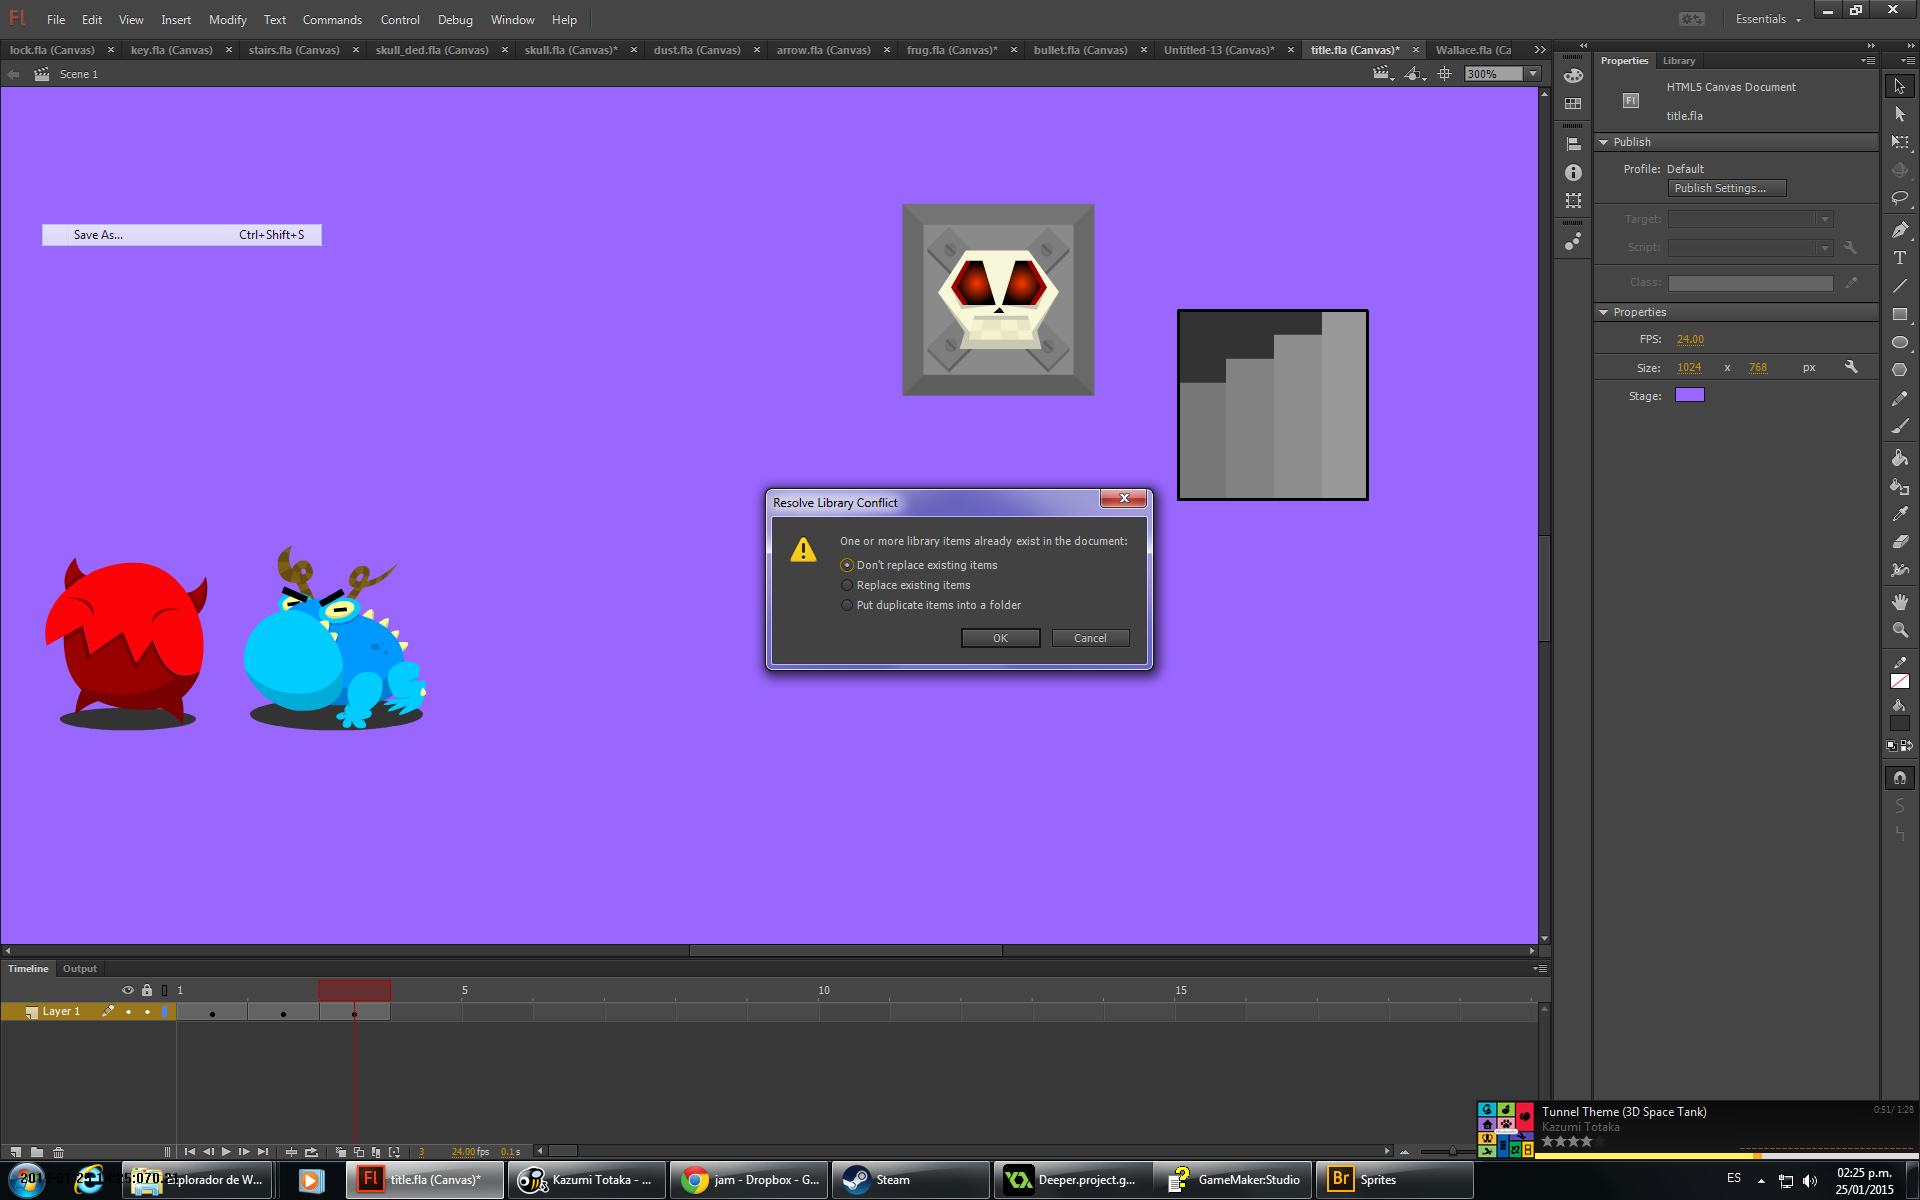 Fl File Edit View Insert Modify Text Commands Control Debug Window Help Essentials
lock.fla (Canvas) key.fla (Canvas) stairs.fla (Canvas) skull_ded.fla (Canvas) skull.fla (Canvas)* dust.fla (Canvas) arrow.fla (Canvas) frug.fla (Canvas)* bullet.fla (Canvas) Untitled-13 (Canvas)* title.fla (Canvas)* Wallace.fla (Ca
Scene 1 300%
Properties Library
HTML5 Canvas Document
Fl
title.fla
Publish
Profile: Default
Publish Settings...
Target:
Script:
Class:
Properties
FPS: 24.00
Size: 1024 x 768 px
Stage:
Save As... Ctrl+Shift+S
Resolve Library Conflict
One or more library items already exist in the document:
Don't replace existing items
Replace existing items
Put duplicate items into a folder
OK Cancel
Timeline Output
1 5 10 15
Layer 1
3 24.00 fps 0.1 s
Tunnel Theme (3D Space Tank) 0:51/ 1:28
Kazumi Totaka
Explorador de W... title.fla (Canvas)* Kazumi Totaka - ... jam - Dropbox - G... Steam Deeper.project.g... GameMaker:Studio Br Sprites ES 02:25 p.m.
25/01/2015